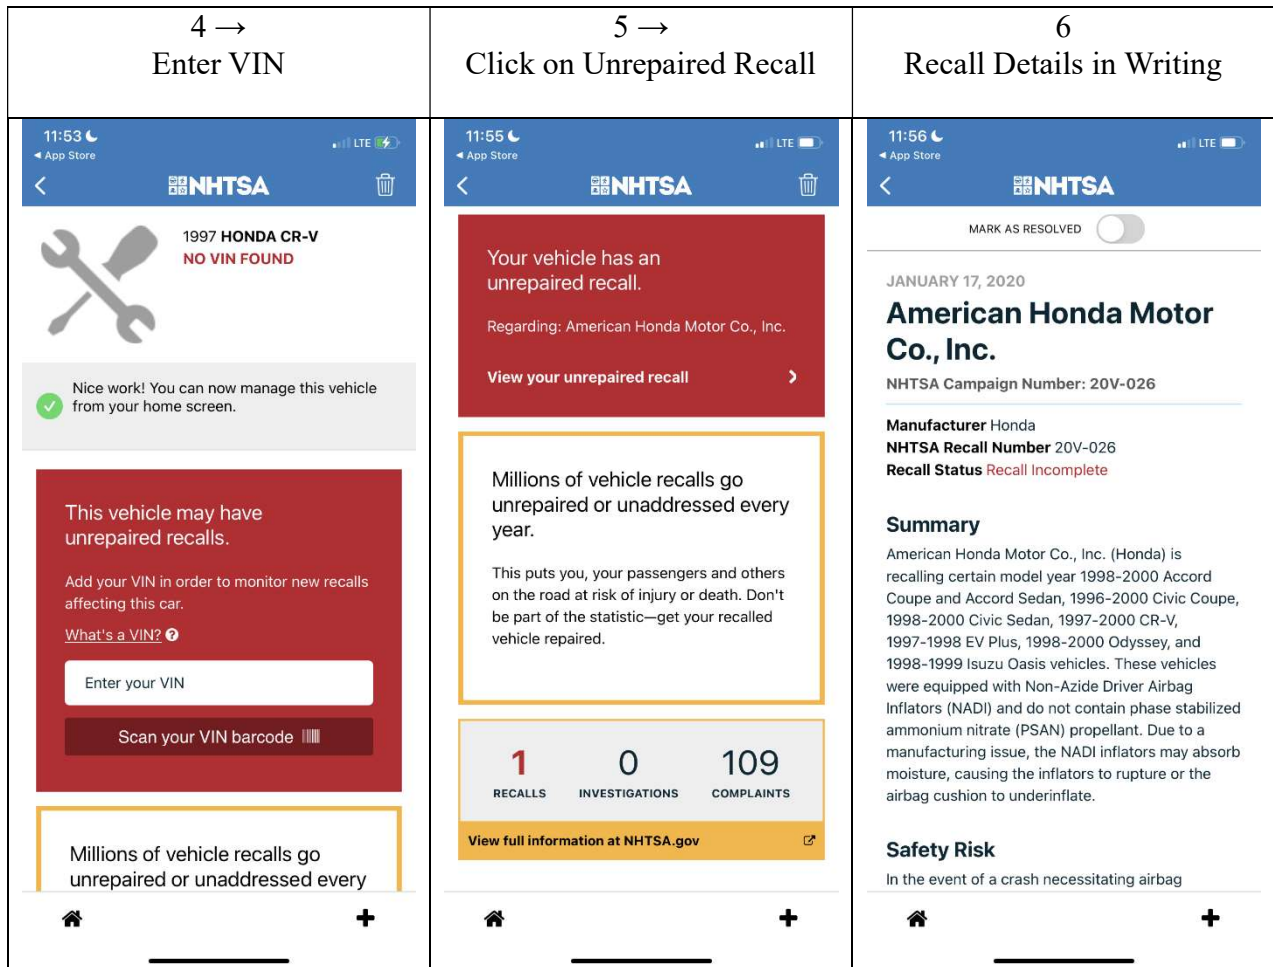 4 →
Enter VIN
5 →
Click on Unrepaired Recall
6
Recall Details in Writing
11:53
LTE
◄ App Store
NHTSA
1997 HONDA CR-V
NO VIN FOUND
Nice work! You can now manage this vehicle
from your home screen.
This vehicle may have
unrepaired recalls.
Add your VIN in order to monitor new recalls
affecting this car.
What's a VIN?
Enter your VIN
Scan your VIN barcode
Millions of vehicle recalls go
unrepaired or unaddressed every
11:55
LTE
◄ App Store
NHTSA
Your vehicle has an
unrepaired recall.
Regarding: American Honda Motor Co., Inc.
View your unrepaired recall
Millions of vehicle recalls go
unrepaired or unaddressed every
year.
This puts you, your passengers and others
on the road at risk of injury or death. Don't
be part of the statistic—get your recalled
vehicle repaired.
1 0 109
RECALLS INVESTIGATIONS COMPLAINTS
View full information at NHTSA.gov
11:56
LTE
◄ App Store
NHTSA
MARK AS RESOLVED
JANUARY 17, 2020
American Honda Motor
Co., Inc.
NHTSA Campaign Number: 20V-026
Manufacturer Honda
NHTSA Recall Number 20V-026
Recall Status Recall Incomplete
Summary
American Honda Motor Co., Inc. (Honda) is
recalling certain model year 1998-2000 Accord
Coupe and Accord Sedan, 1996-2000 Civic Coupe,
1998-2000 Civic Sedan, 1997-2000 CR-V,
1997-1998 EV Plus, 1998-2000 Odyssey, and
1998-1999 Isuzu Oasis vehicles. These vehicles
were equipped with Non-Azide Driver Airbag
Inflators (NADI) and do not contain phase stabilized
ammonium nitrate (PSAN) propellant. Due to a
manufacturing issue, the NADI inflators may absorb
moisture, causing the inflators to rupture or the
airbag cushion to underinflate.
Safety Risk
In the event of a crash necessitating airbag